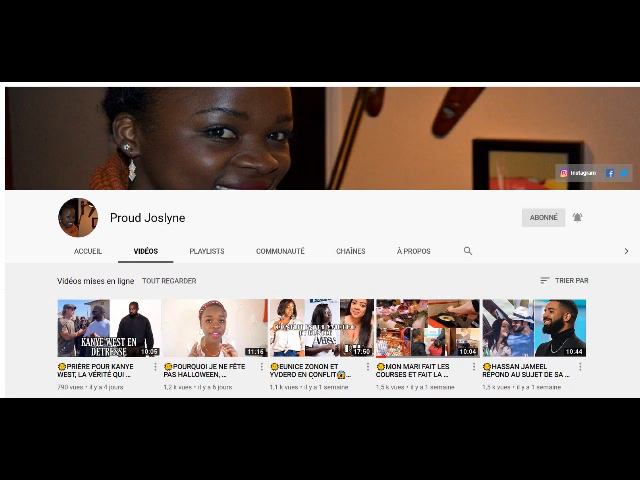 Instagram
Proud Joslyne
ABONNÉ
ACCUEIL VIDÉOS PLAYLISTS COMMUNAUTÉ CHAÎNES À PROPOS
Vidéos mises en ligne TOUT REGARDER TRIER PAR
KANYE WEST EN
DÉTRESSE
10:05
11:16
17:50
10:04
10:44
PRIÈRE POUR KANYE
WEST, LA VÉRITÉ QUI ...
790 vues • il y a 4 jours
POURQUOI JE NE FÊTE
PAS HALLOWEEN, ...
1,2 k vues • il y a 6 jours
EUNICE ZONON ET
YVDERO EN CONFLIT😱...
1,1 k vues • il y a 1 semaine
MON MARI FAIT LES
COURSES ET FAIT LA ...
1,5 k vues • il y a 1 semaine
HASSAN JAMEEL
RÉPOND AU SUJET DE SA ...
1,5 k vues • il y a 1 semaine